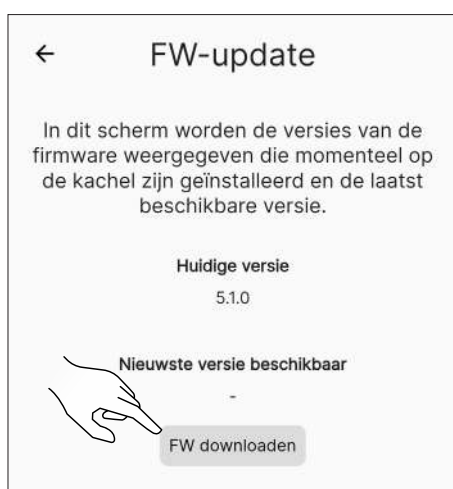 FW-update
In dit scherm worden de versies van de
firmware weergegeven die momenteel op
de kachel zijn geïnstalleerd en de laatst
beschikbare versie.
Huidige versie
5.1.0
Nieuwste versie beschikbaar
-
FW downloaden